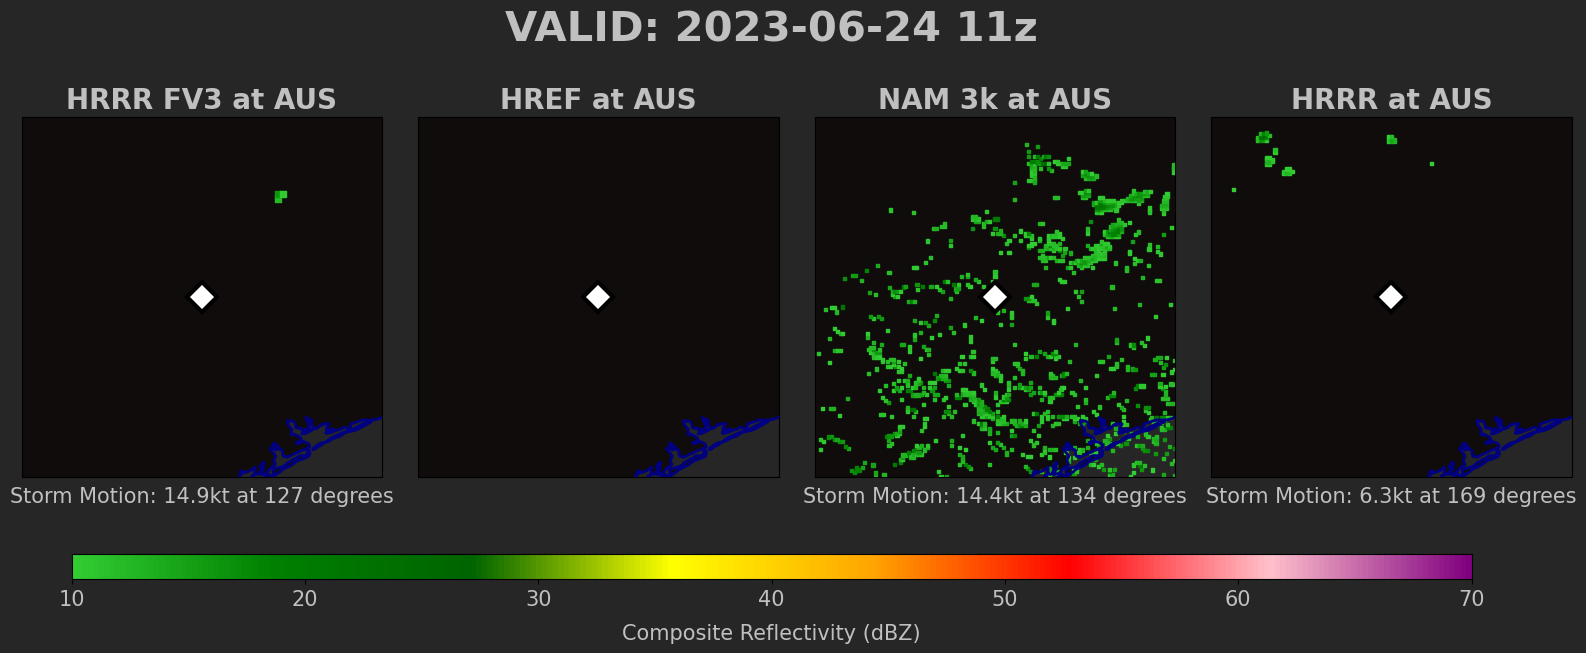 VALID: 2023-06-24 11z
HRRR FV3 at AUS
HREF at AUS
NAM 3k at AUS
HRRR at AUS
Storm Motion: 14.9kt at 127 degrees
Storm Motion: 14.4kt at 134 degrees
Storm Motion: 6.3kt at 169 degrees
10 20 30 40 50 60 70
Composite Reflectivity (dBZ)